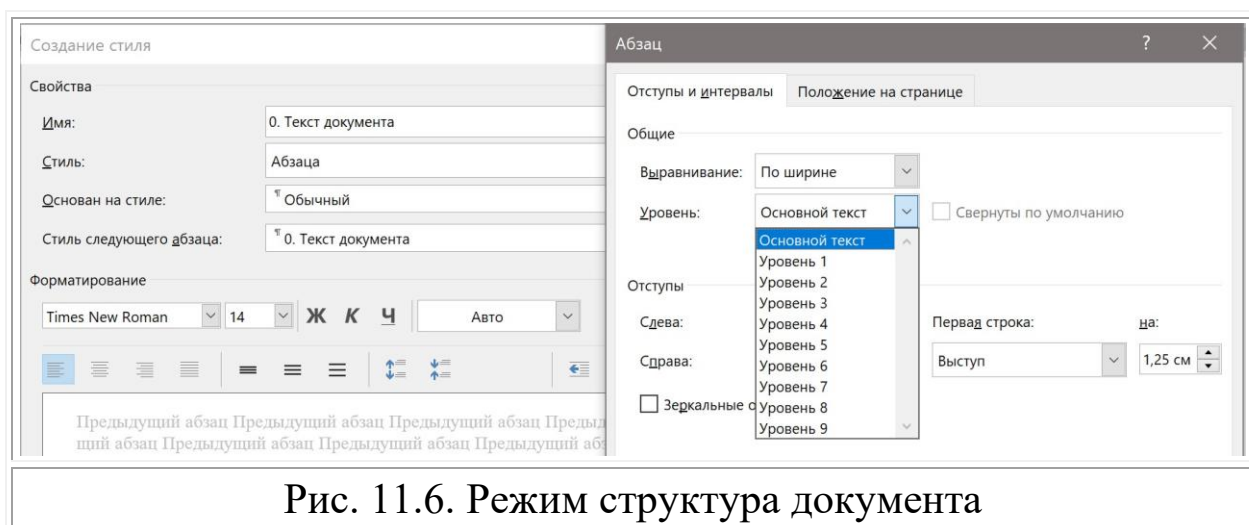 Создание стиля
Свойства
Имя:
0. Текст документа
Стиль:
Абзаца
Основан на стиле:
¶ Обычный
Стиль следующего абзаца:
¶ 0. Текст документа
Форматирование
Times New Roman 14 Ж К Ч Авто
Предыдущий абзац Предыдущий абзац Предыдущий абзац Предыд
щий абзац Предыдущий абзац Предыдущий абзац Предыдущий аб
Абзац ? ×
Отступы и интервалы Положение на странице
Общие
Выравнивание: По ширине
Уровень: Основной текст Свернуты по умолчанию
Основной текст
Уровень 1
Уровень 2
Уровень 3
Уровень 4
Уровень 5
Уровень 6
Уровень 7
Уровень 8
Уровень 9
Отступы
Слева:
Справа:
Первая строка: на:
Выступ 1,25 см
Зеркальные о
Рис. 11.6. Режим структура документа